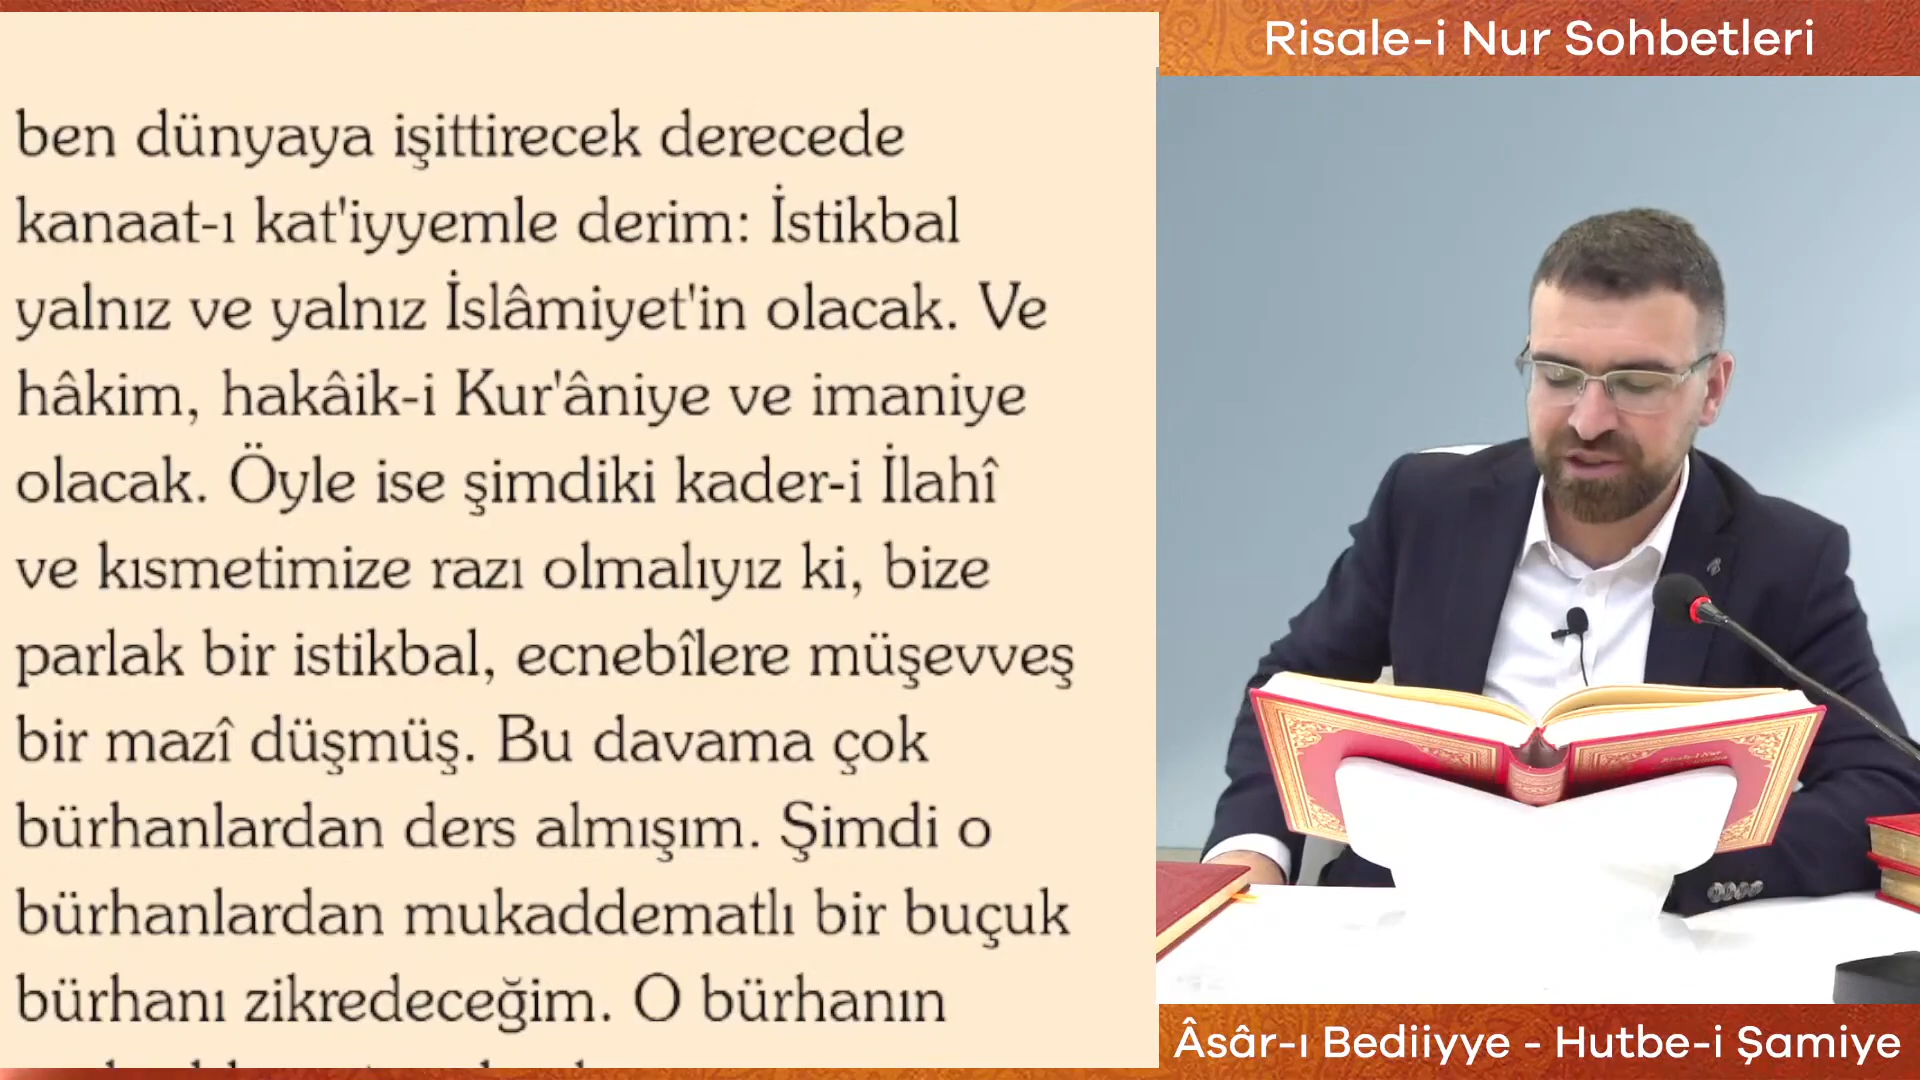 Risale-i Nur Sohbetleri
ben dünyaya işittirecek derecede
kanaat-ı kat'iyyemle derim: İstikbal
yalnız ve yalnız İslâmiyet'in olacak. Ve
hâkim, hakâik-i Kur'âniye ve imaniye
olacak. Öyle ise şimdiki kader-i İlahî
ve kısmetimize razı olmalıyız ki, bize
parlak bir istikbal, ecnebîlere müşevveş
bir mazî düşmüş. Bu davama çok
bürhanlardan ders almışım. Şimdi o
bürhanlardan mukaddematlı bir buçuk
bürhanı zikredeceğim. O bürhanın
Âsâr-ı Bediiyye - Hutbe-i Şamiye